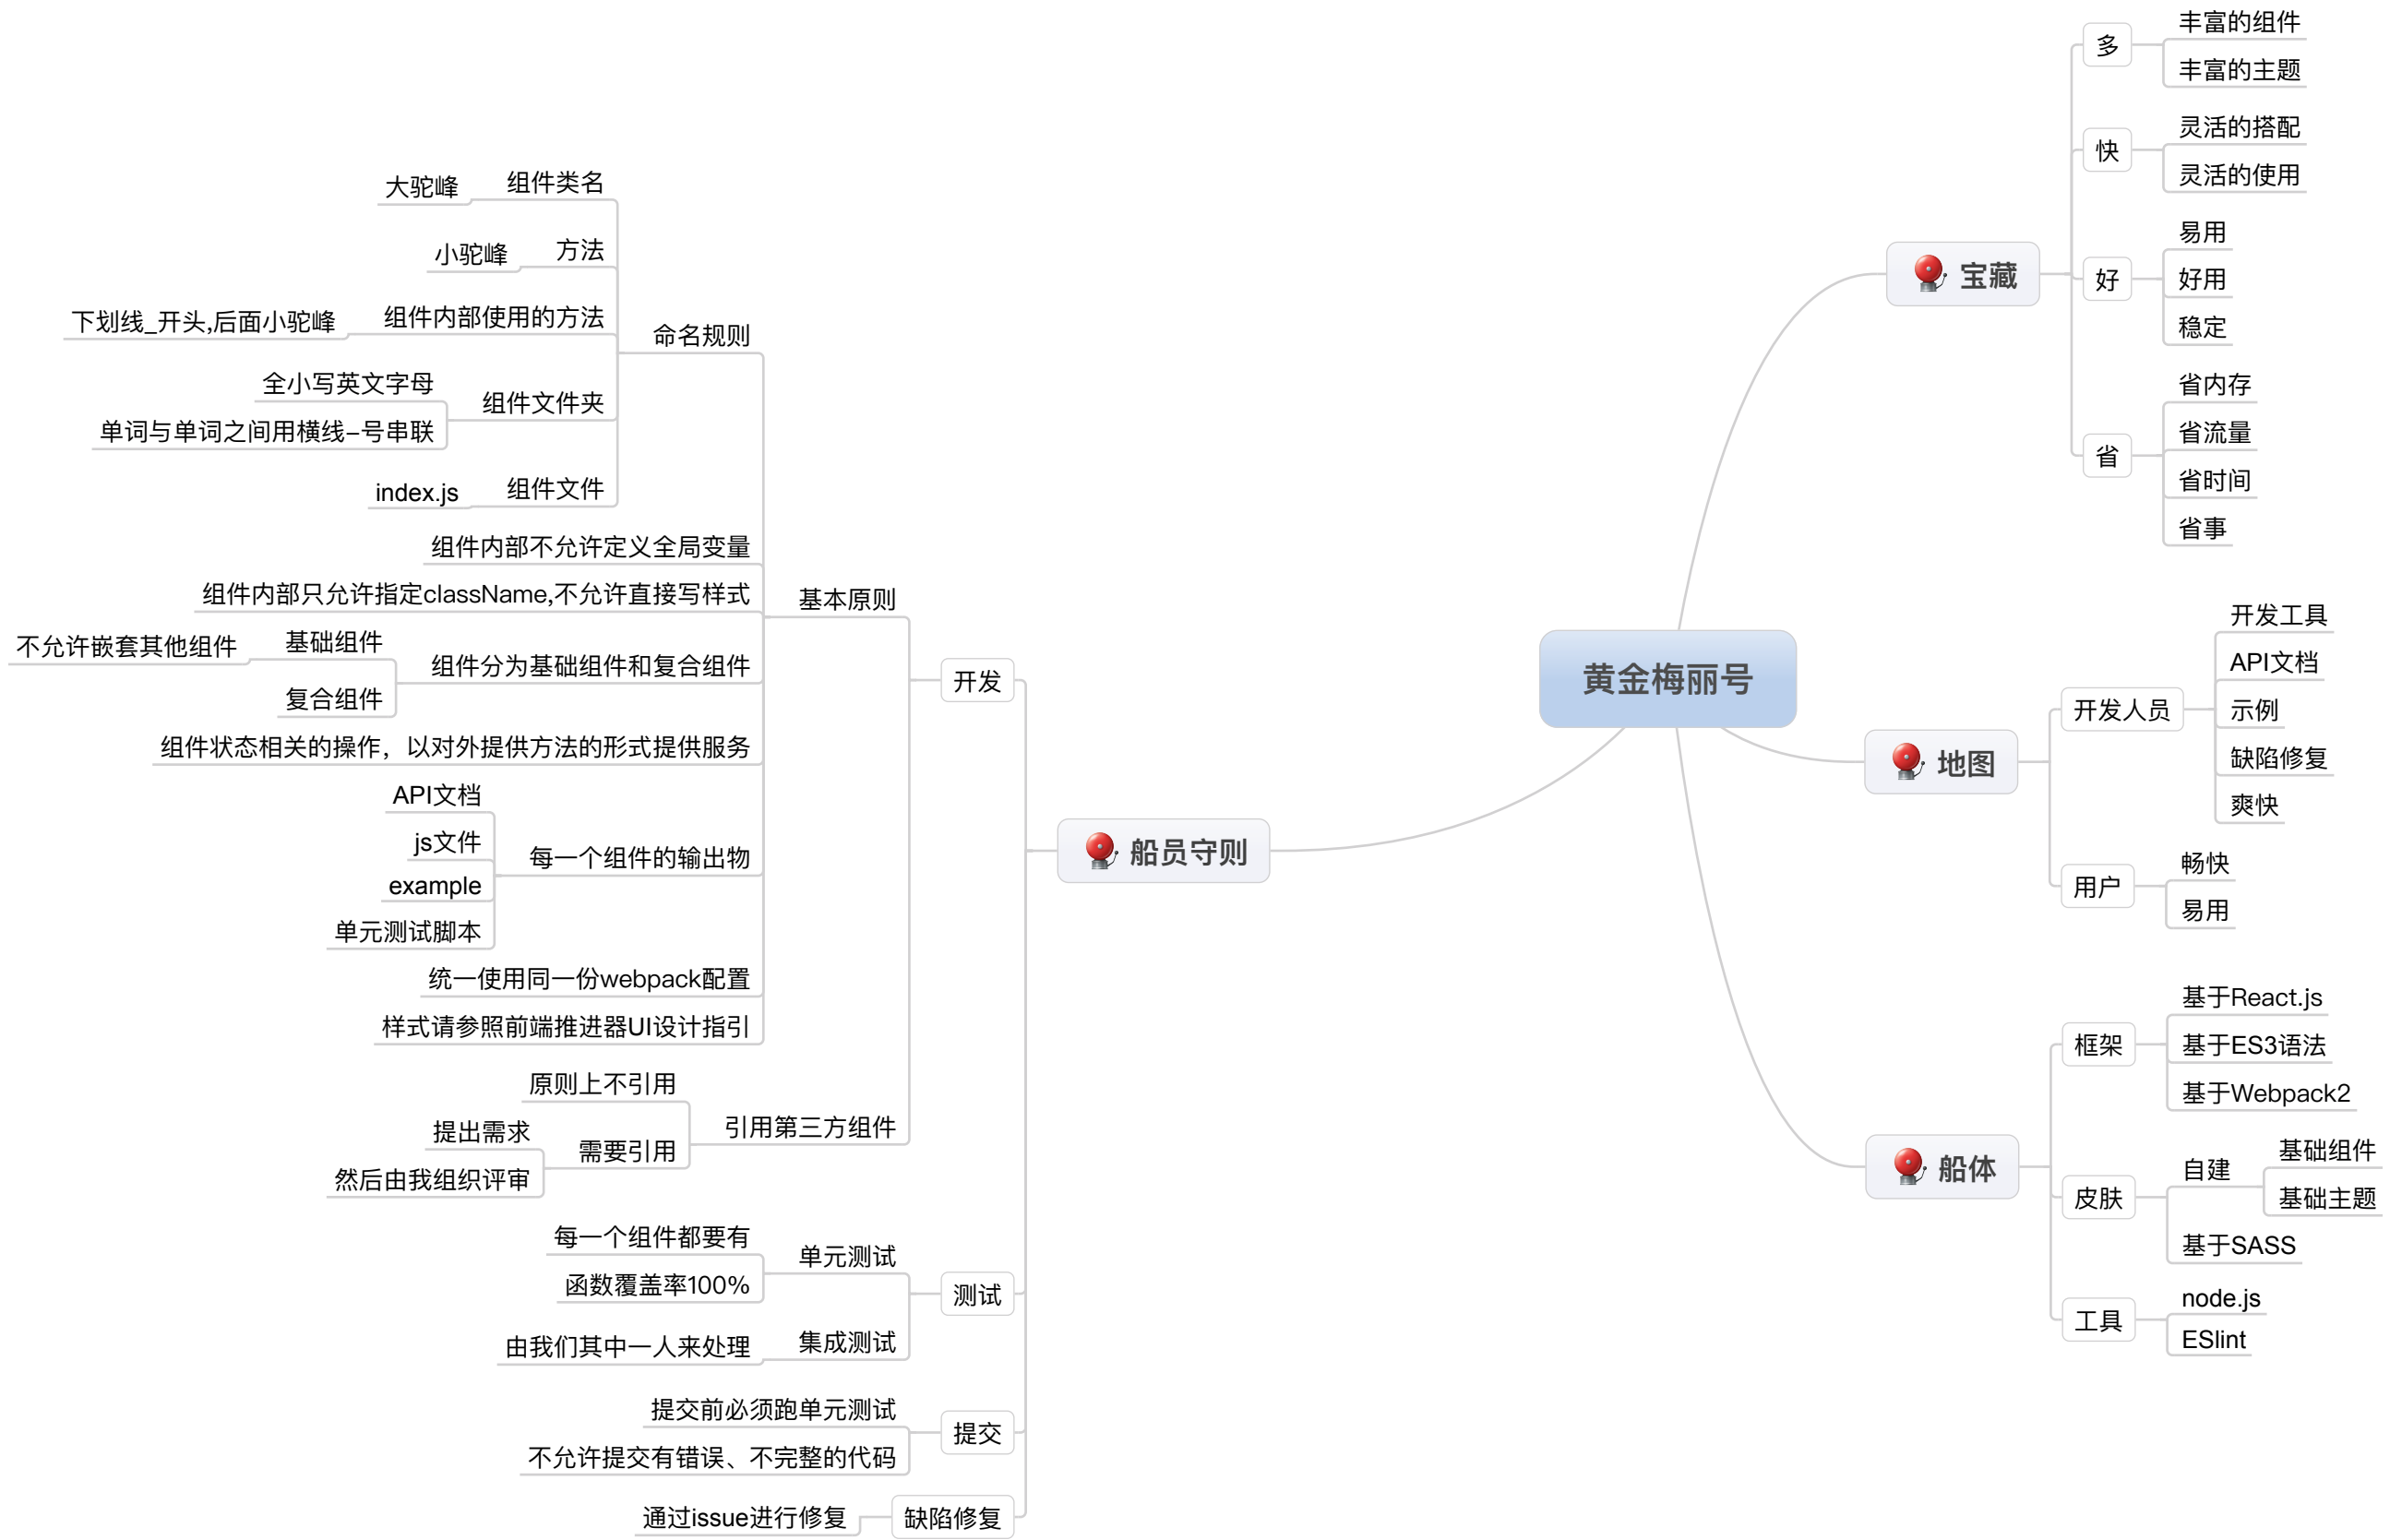 黄金梅丽号
宝藏
多
丰富的组件
丰富的主题
快
灵活的搭配
灵活的使用
好
易用
好用
稳定
省
省内存
省流量
省时间
省事
地图
开发人员
开发工具
API文档
示例
缺陷修复
爽快
用户
畅快
易用
船体
框架
基于React.js
基于ES3语法
基于Webpack2
皮肤
自建
基础组件
基础主题
基于SASS
工具
node.js
ESlint
船员守则
开发
基本原则
命名规则
组件类名
大驼峰
方法
小驼峰
组件内部使用的方法
下划线_开头,后面小驼峰
组件文件夹
全小写英文字母
单词与单词之间用横线-号串联
组件文件
index.js
组件内部不允许定义全局变量
组件内部只允许指定className,不允许直接写样式
组件分为基础组件和复合组件
基础组件
不允许嵌套其他组件
复合组件
组件状态相关的操作，以对外提供方法的形式提供服务
每一个组件的输出物
API文档
js文件
example
单元测试脚本
统一使用同一份webpack配置
样式请参照前端推进器UI设计指引
引用第三方组件
原则上不引用
需要引用
提出需求
然后由我组织评审
测试
单元测试
每一个组件都要有
函数覆盖率100%
集成测试
由我们其中一人来处理
提交
提交前必须跑单元测试
不允许提交有错误、不完整的代码
缺陷修复
通过issue进行修复